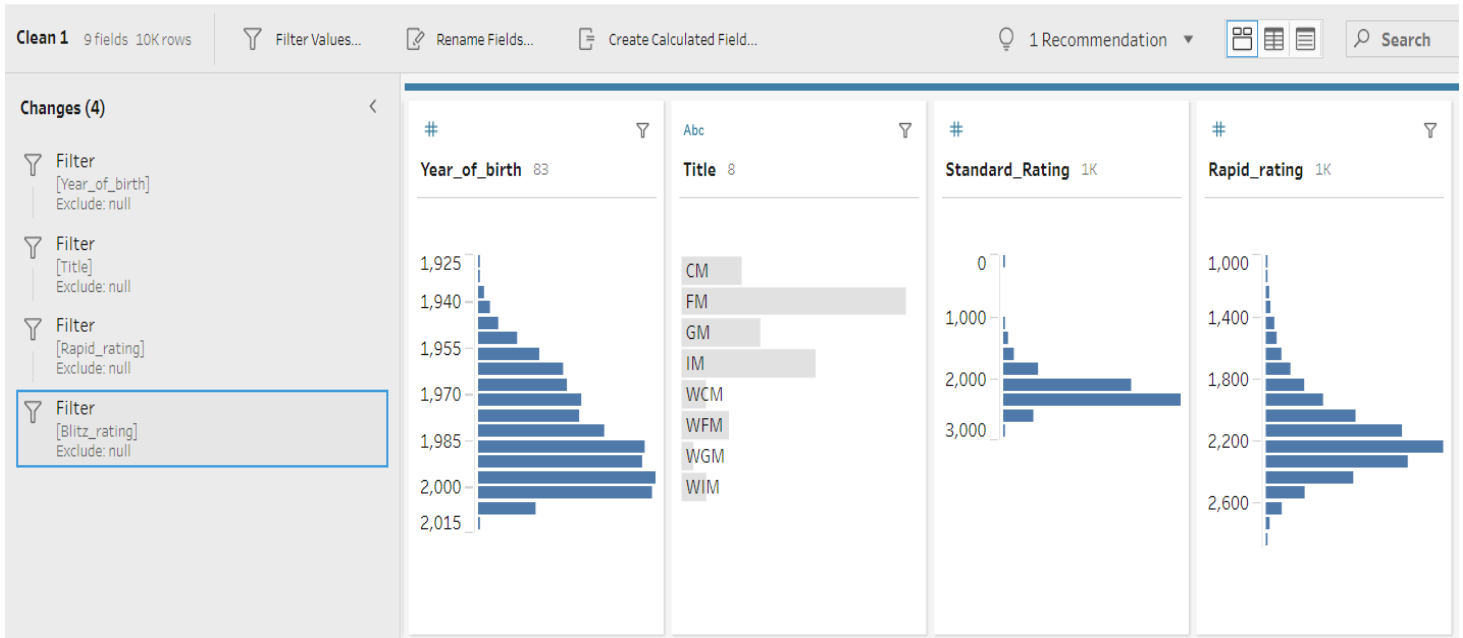 Clean 1 9 fields 10K rows Filter Values... Rename Fields... Create Calculated Field... 1 Recommendation Search
Changes (4)
Filter
[Year_of_birth]
Exclude: null
Filter
[Title]
Exclude: null
Filter
[Rapid_rating]
Exclude: null
Filter
[Blitz_rating]
Exclude: null
#
Year_of_birth 83
1,925
1,940
1,955
1,970
1,985
2,000
2,015
Abc
Title 8
CM
FM
GM
IM
WCM
WFM
WGM
WIM
#
Standard_Rating 1K
0
1,000
2,000
3,000
#
Rapid_rating 1K
1,000
1,400
1,800
2,200
2,600